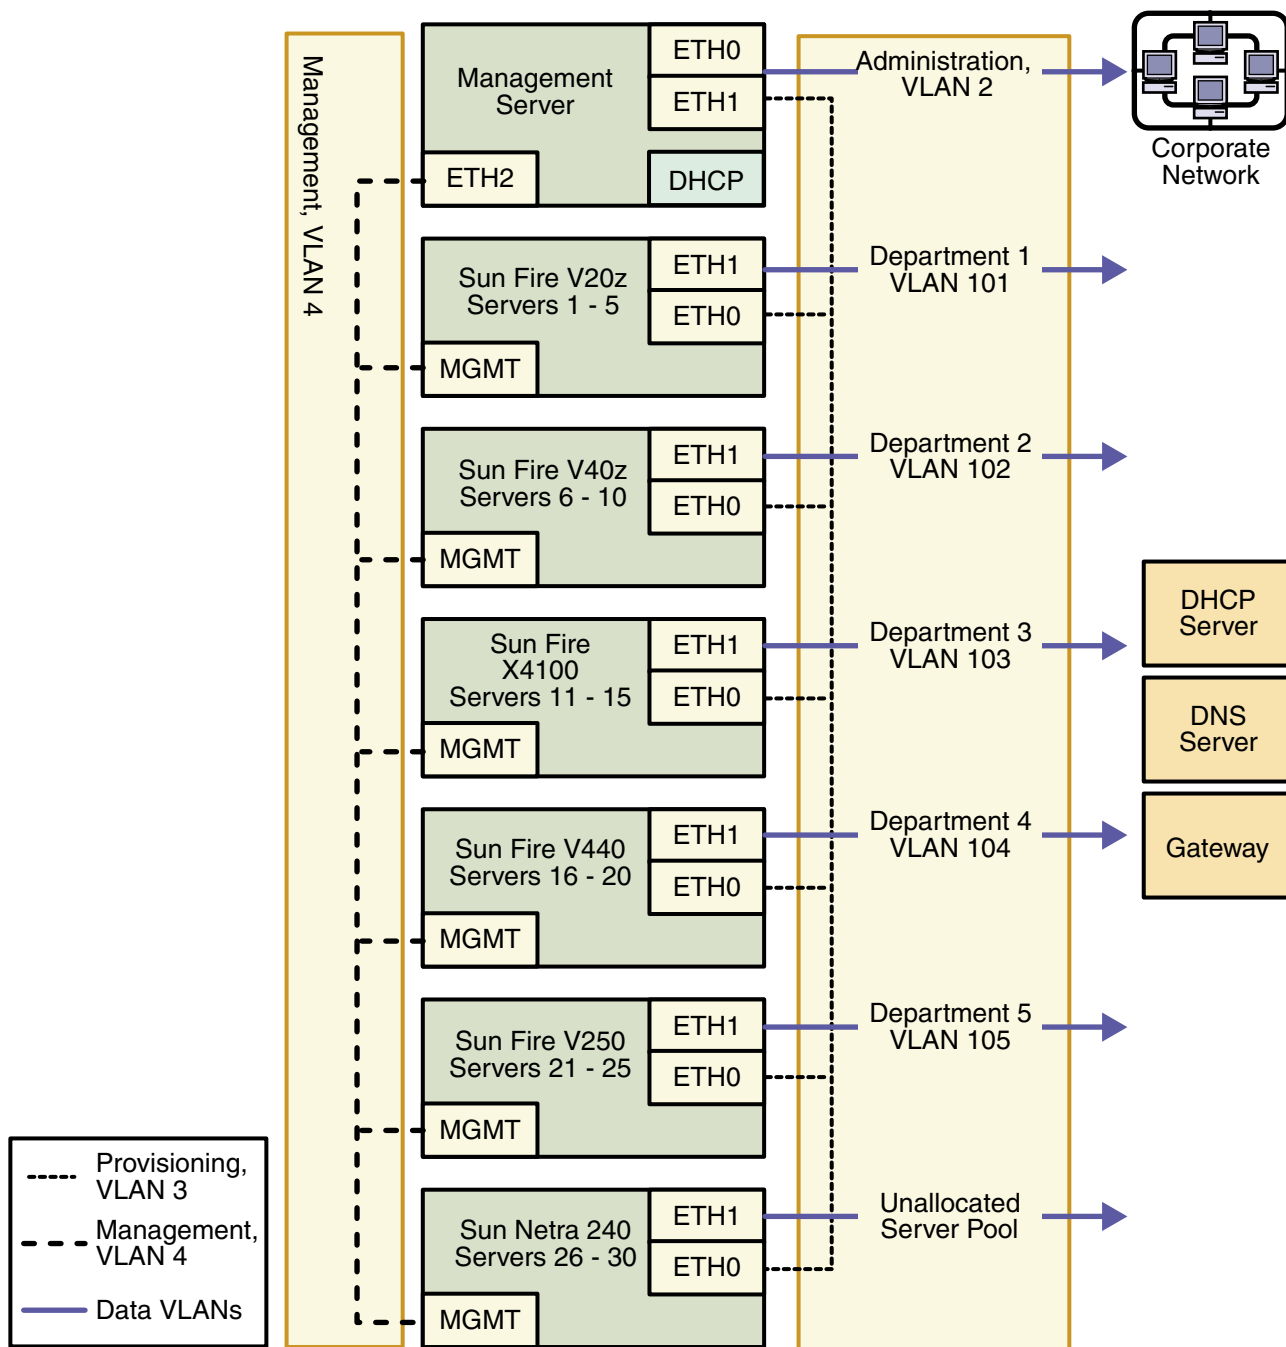 Management, VLAN 4
Management
Server
ETH0
ETH1
ETH2
DHCP
Administration,
VLAN 2
Corporate
Network
Sun Fire V20z
Servers 1 - 5
ETH1
ETH0
MGMT
Department 1
VLAN 101
Sun Fire V40z
Servers 6 - 10
ETH1
ETH0
MGMT
Department 2
VLAN 102
Sun Fire
X4100
Servers 11 - 15
ETH1
ETH0
MGMT
Department 3
VLAN 103
DHCP
Server
DNS
Server
Gateway
Sun Fire V440
Servers 16 - 20
ETH1
ETH0
MGMT
Department 4
VLAN 104
Sun Fire V250
Servers 21 - 25
ETH1
ETH0
MGMT
Department 5
VLAN 105
Sun Netra 240
Servers 26 - 30
ETH1
ETH0
MGMT
Unallocated
Server Pool
Provisioning,
VLAN 3
Management,
VLAN 4
Data VLANs